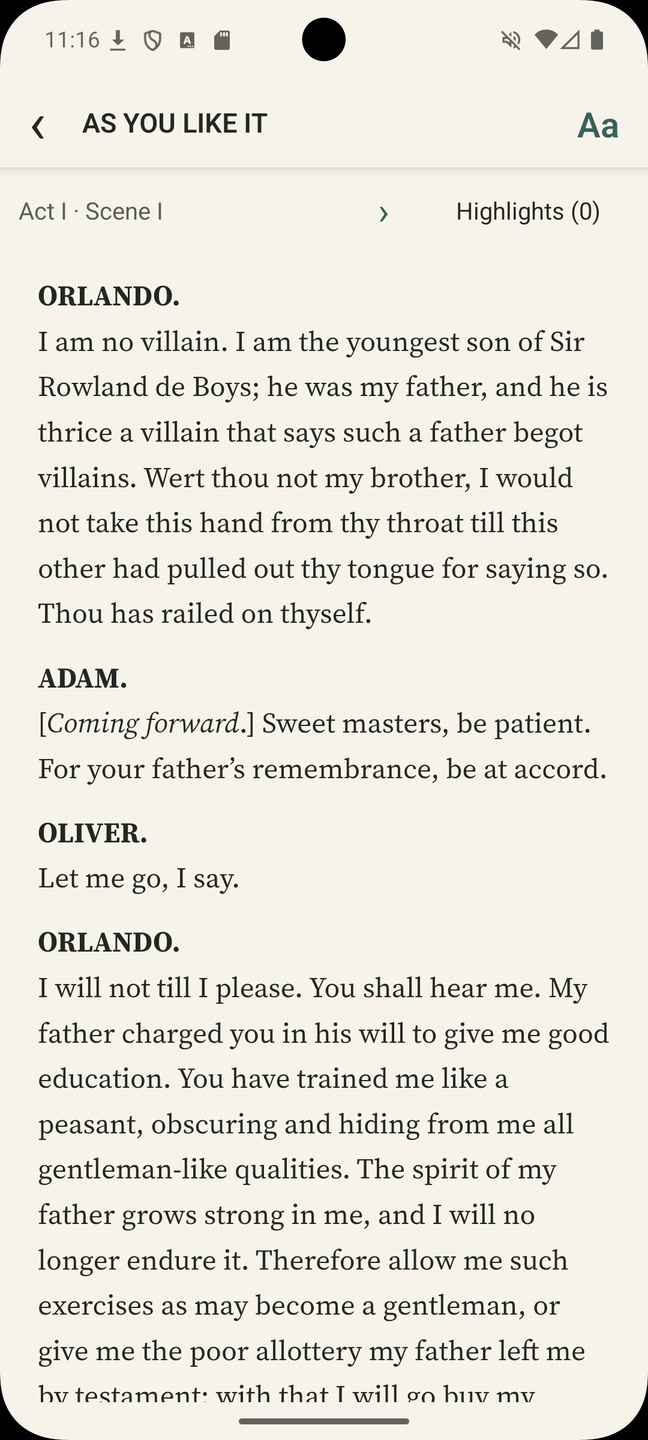 11:16
AS YOU LIKE IT
Aa
Act I · Scene I
›
Highlights (0)
ORLANDO.
I am no villain. I am the youngest son of Sir
Rowland de Boys; he was my father, and he is
thrice a villain that says such a father begot
villains. Wert thou not my brother, I would
not take this hand from thy throat till this
other had pulled out thy tongue for saying so.
Thou has railed on thyself.
ADAM.
[Coming forward.] Sweet masters, be patient.
For your father’s remembrance, be at accord.
OLIVER.
Let me go, I say.
ORLANDO.
I will not till I please. You shall hear me. My
father charged you in his will to give me good
education. You have trained me like a
peasant, obscuring and hiding from me all
gentleman-like qualities. The spirit of my
father grows strong in me, and I will no
longer endure it. Therefore allow me such
exercises as may become a gentleman, or
give me the poor allottery my father left me
by testament; with that I will go buy my